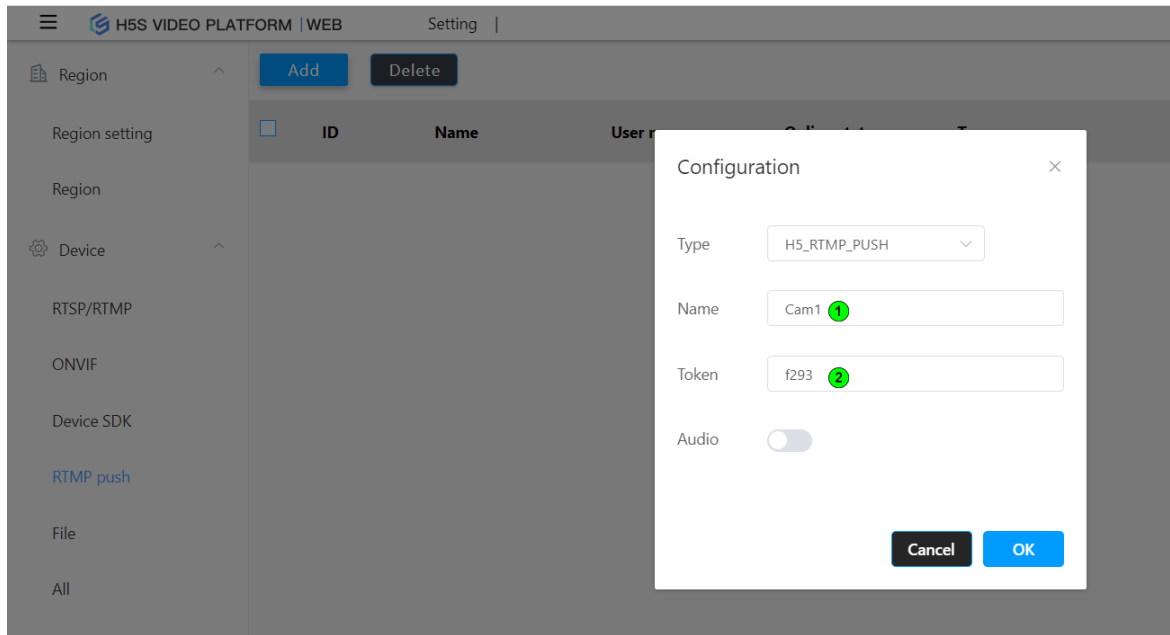 H5S VIDEO PLATFORM | WEB Setting |
Region
Add Delete
Region setting
ID Name User
Configuration
Region
Type H5_RTMP_PUSH
Device
RTSP/RTMP
Name Cam1 1
ONVIF
Token f293 2
Device SDK
Audio
RTMP push
File
Cancel OK
All